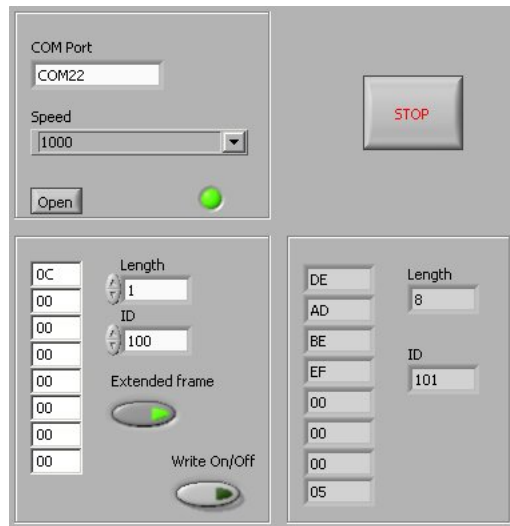 COM Port
COM22
Speed
1000
Open
STOP
0C
00
00
00
00
00
00
00
Length
1
ID
100
Extended frame
Write On/Off
DE
AD
BE
EF
00
00
00
05
Length
8
ID
101